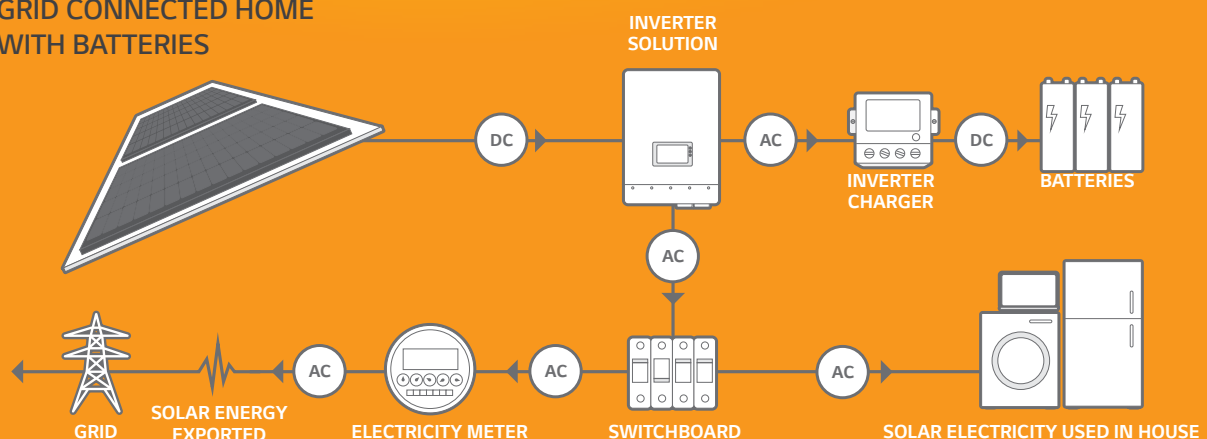 GRID CONNECTED HOME
WITH BATTERIES
INVERTER
SOLUTION
DC
AC
DC
INVERTER
CHARGER
BATTERIES
AC
AC
AC
AC
GRID
SOLAR ENERGY
EXPORTED
ELECTRICITY METER
SWITCHBOARD
SOLAR ELECTRICITY USED IN HOUSE